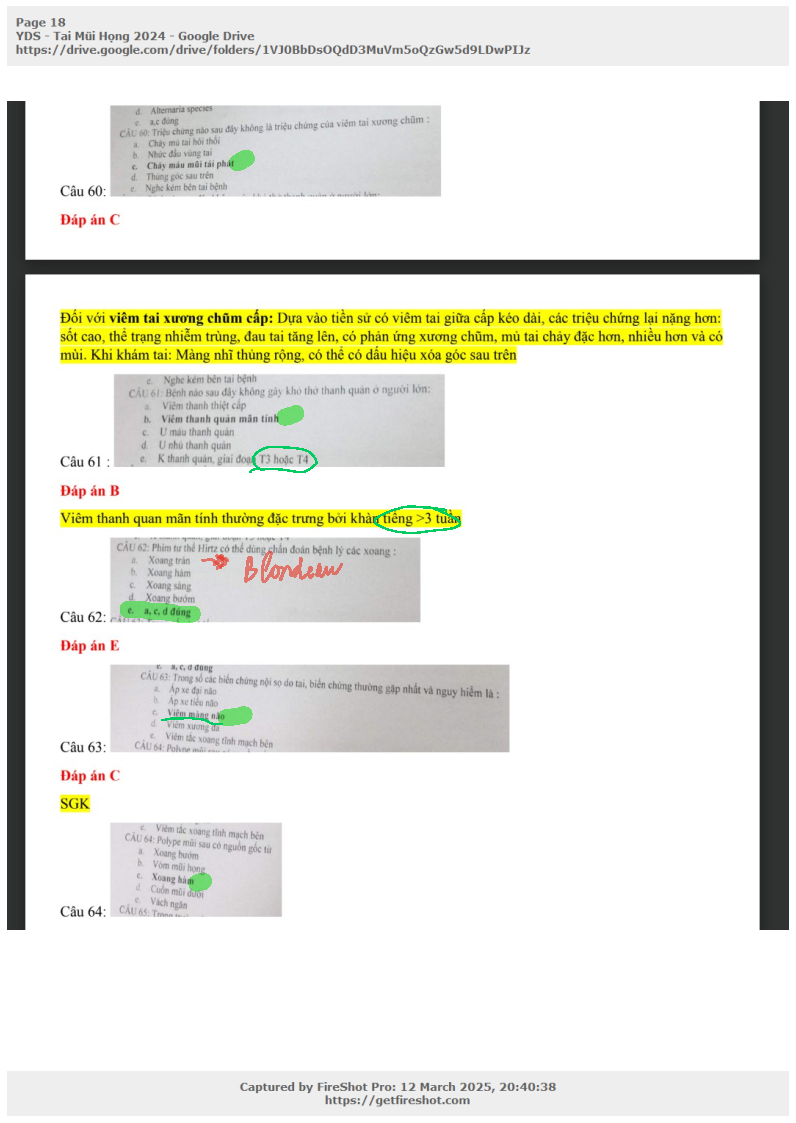 Page 18
YDS - Tai Mũi Họng 2024 - Google Drive
https://drive.google.com/drive/folders/1VJ0BbDsOQdD3MuVm5oQzGw5d9LDwPIJz
d. Alternaria species
e. a,c đúng
CÂU 60: Triệu chứng nào sau đây không là triệu chứng của viêm tai xương chũm :
a. Chảy mủ tai hôi thối
b. Nhức đầu vùng tai
c. Chảy máu mũi tái phát
d. Thủng góc sau trên
e. Nghe kém bên tai bệnh
Câu 60:
Đáp án C
Đối với viêm tai xương chũm cấp: Dựa vào tiền sử có viêm tai giữa cấp kéo dài, các triệu chứng lại nặng hơn:
sốt cao, thể trạng nhiễm trùng, đau tai tăng lên, có phản ứng xương chũm, mủ tai chảy đặc hơn, nhiều hơn và có
mùi. Khi khám tai: Màng nhĩ thủng rộng, có thể có dấu hiệu xóa góc sau trên
e. Nghe kém bên tai bệnh
CÂU 61: Bệnh nào sau đây không gây khó thở thanh quản ở người lớn:
a. Viêm thanh thiệt cấp
b. Viêm thanh quản mãn tính
c. U máu thanh quản
d. U nhú thanh quản
e. K thanh quản, giai đoạn T3 hoặc T4
Câu 61 :
Đáp án B
Viêm thanh quan mãn tính thường đặc trưng bởi khàn tiếng >3 tuần
CÂU 62: Phim tư thế Hirtz có thể dùng chẩn đoán bệnh lý các xoang :
a. Xoang trán
Blondeau
b. Xoang hàm
c. Xoang sàng
d. Xoang bướm
e. a, c, d đúng
Câu 62:
Đáp án E
e. a, c, d đúng
CÂU 63: Trong số các biến chứng nội sọ do tai, biến chứng thường gặp nhất và nguy hiểm là :
a. Áp xe đại não
b. Áp xe tiểu não
c. Viêm màng não
d. Viêm xương đá
e. Viêm tắc xoang tĩnh mạch bên
CÂU 64: Polype mũi sau
Câu 63:
Đáp án C
SGK
e. Viêm tắc xoang tĩnh mạch bên
CÂU 64: Polype mũi sau có nguồn gốc từ
a. Xoang bướm
b. Vòm mũi họng
c. Xoang hàm
d. Cuốn mũi dưới
e. Vách ngăn
CÂU 65:
Câu 64:
Captured by FireShot Pro: 12 March 2025, 20:40:38
https://getfireshot.com